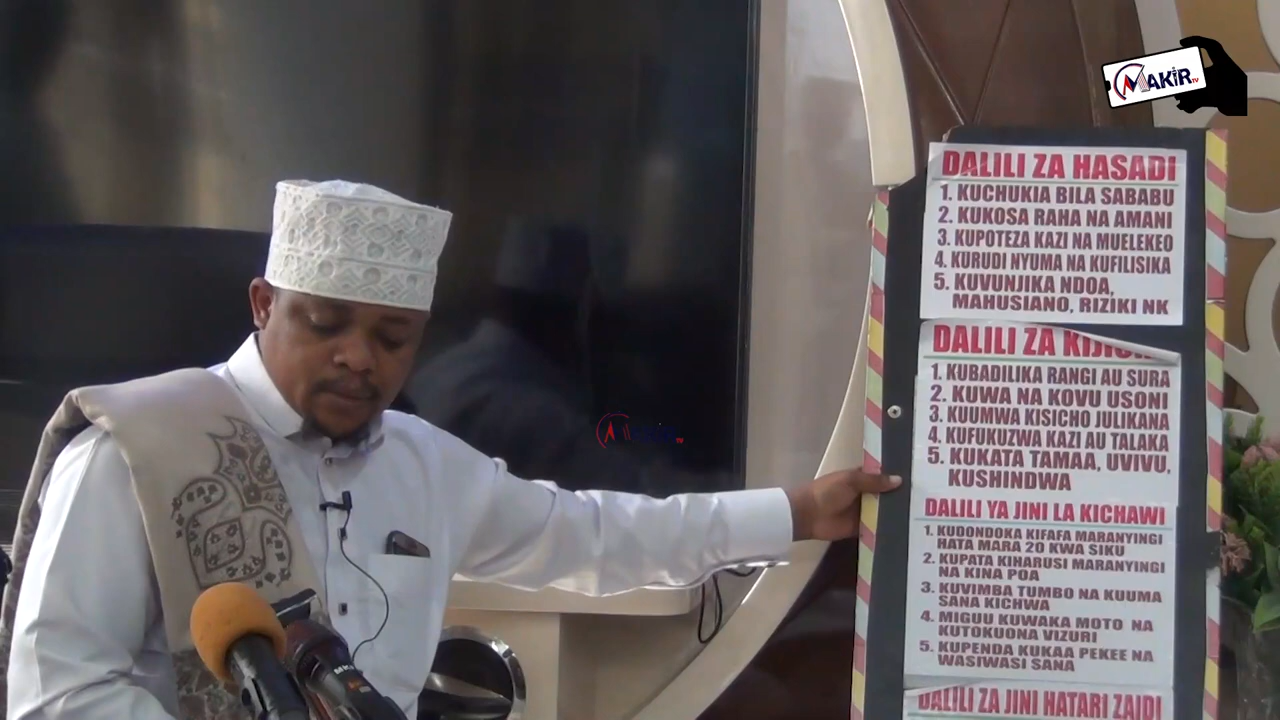 MAKIR TV
DALILI ZA HASADI
1. KUCHUKIA BILA SABABU
2. KUKOSA RAHA NA AMANI
3. KUPOTEZA KAZI NA MUELEKEO
4. KURUDI NYUMA NA KUFILISIKA
5. KUVUNJIKA NDOA,
MAHUSIANO, RIZIKI NK
DALILI ZA
1. KUBADILIKA RANGI AU SURA
2. KUWA NA KOVU USONI
3. KUUMWA KISICHO JULIKANA
4. KUFUKUZWA KAZI AU TALAKA
5. KUKATA TAMAA, UVIVU,
KUSHINDWA
DALILI YA JINI LA KICHAWI
1. KUDONDOKA KIFAFA MARANYINGI
HATA MARA 20 KWA SIKU
2. KUPATA KIHARUSI MARANYINGI
NA KINA POA
3. KUVIMBA TUMBO NA KUUMA
SANA KICHWA
4. MIGUU KUWAKA MOTO NA
KUTOKUONA VIZURI
5. KUPENDA KUKAA PEKEE NA
WASIWASI SANA
DALILI ZA JINI HATARI ZAIDI